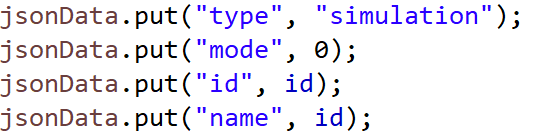 jsonData.put("type", "simulation");
jsonData.put("mode", 0);
jsonData.put("id", id);
jsonData.put("name", id);